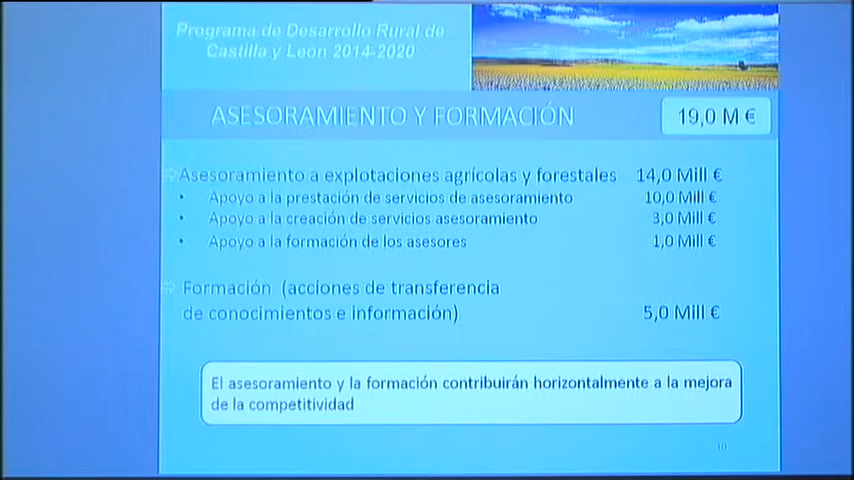 Programa de Desarrollo Rural de
Castilla y León 2014-2020
ASESORAMIENTO Y FORMACIÓN 19,0 M €
Asesoramiento a explotaciones agrícolas y forestales 14,0 Mill €
• Apoyo a la prestación de servicios de asesoramiento 10,0 Mill €
• Apoyo a la creación de servicios asesoramiento 3,0 Mill €
• Apoyo a la formación de los asesores 1,0 Mill €
Formación (acciones de transferencia
de conocimientos e información) 5,0 Mill €
El asesoramiento y la formación contribuirán horizontalmente a la mejora
de la competitividad
10